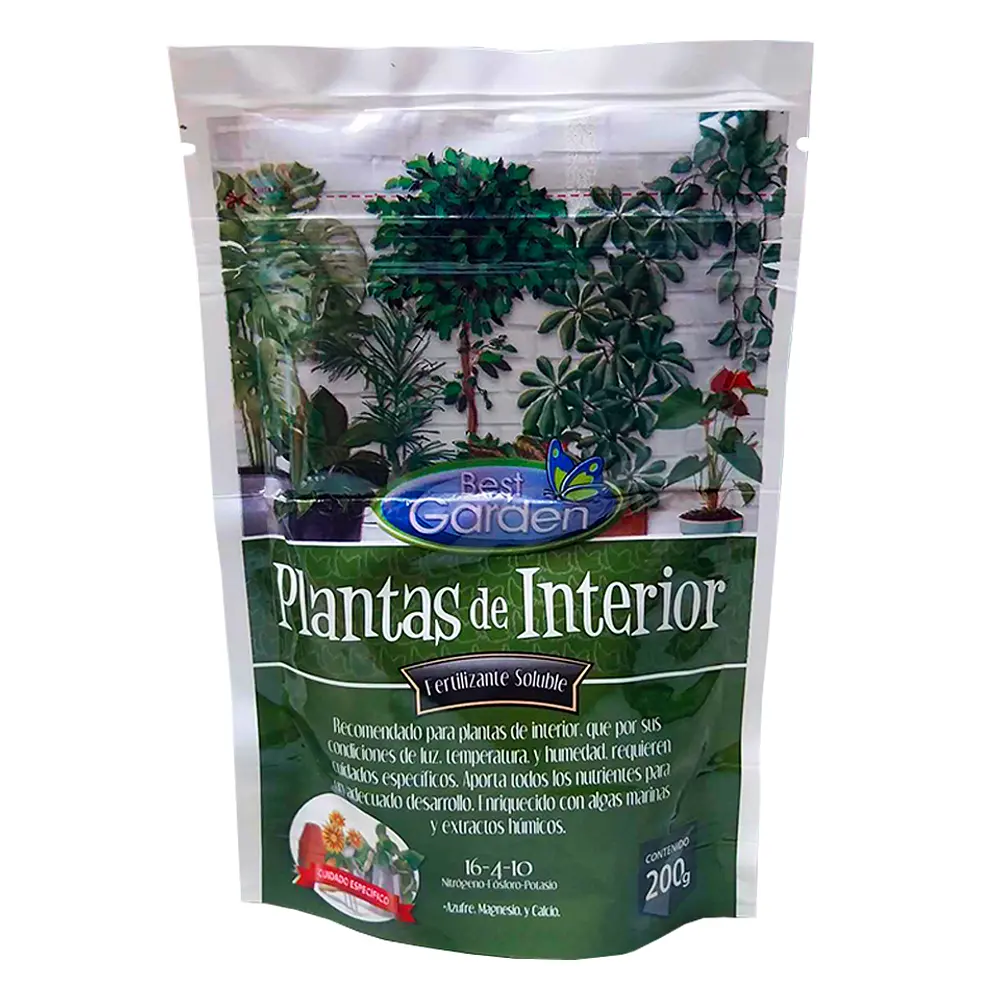 Best
Garden
Plantas de Interior
Fertilizante Soluble
Recomendado para plantas de interior, que por sus
condiciones de luz, temperatura, y humedad, requieren
cuidados específicos. Aporta todos los nutrientes para
un adecuado desarrollo. Enriquecido con algas marinas
y extractos húmicos.
CUIDADO ESPECÍFICO
16-4-10
Nitrógeno-Fósforo-Potasio
+Azufre, Magnesio, y Calcio.
CONTENIDO
200g